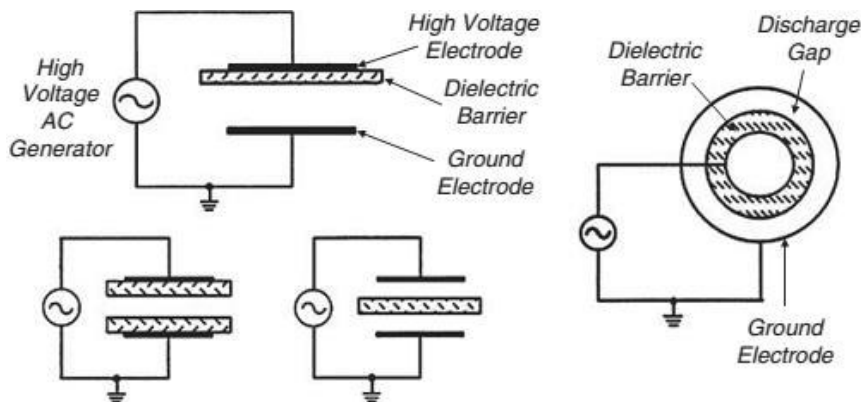 High Voltage
Electrode
High
Voltage
AC
Generator
Dielectric
Barrier
Ground
Electrode
Dielectric
Barrier
Discharge
Gap
Ground
Electrode